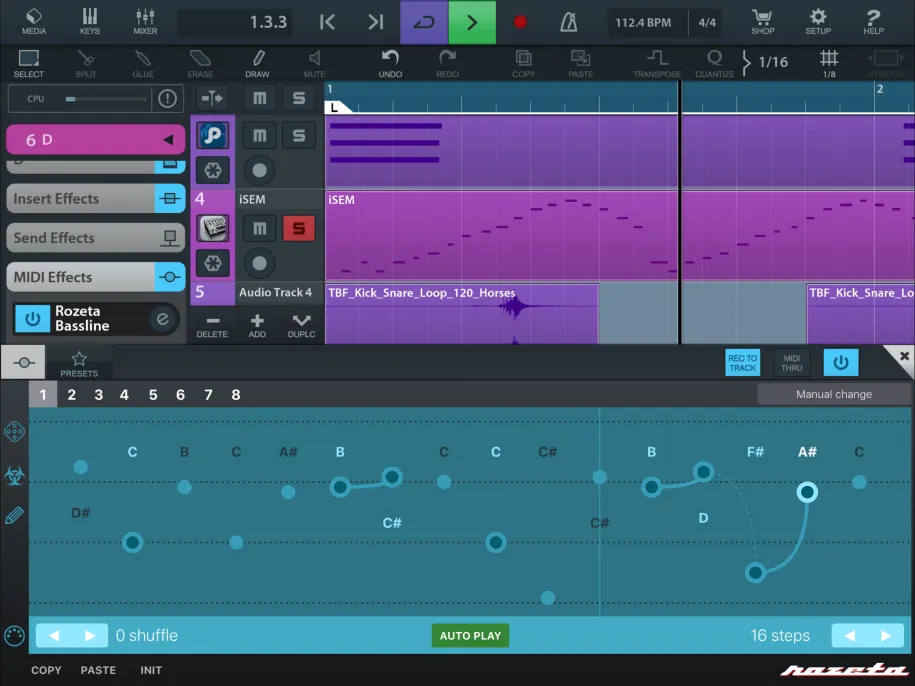 1.3.3
112.4 BPM
4/4
MEDIA
KEYS
MIXER
SHOP
SETUP
HELP
SELECT
SPLIT
GLUE
ERASE
DRAW
MUTE
UNDO
REDO
COPY
PASTE
TRANSPOSE
QUANTIZE
1/16
1/8
STRETCH
CPU
M S
1
2
L
6 D
M S
Insert Effects
4 iSEM
iSEM
M S
Send Effects
MIDI Effects
5 Audio Track 4
TBF_Kick_Snare_Loop_120_Horses
TBF_Kick_Snare_Lo
Rozeta
Bassline
e
DELETE
ADD
DUPLC
PRESETS
REC TO
TRACK
MIDI
THRU
1 2 3 4 5 6 7 8
Manual change
C B C A# B C C C# B F# A# C
D# C# C# D
0 shuffle
AUTO PLAY
16 steps
COPY PASTE INIT
rozeta